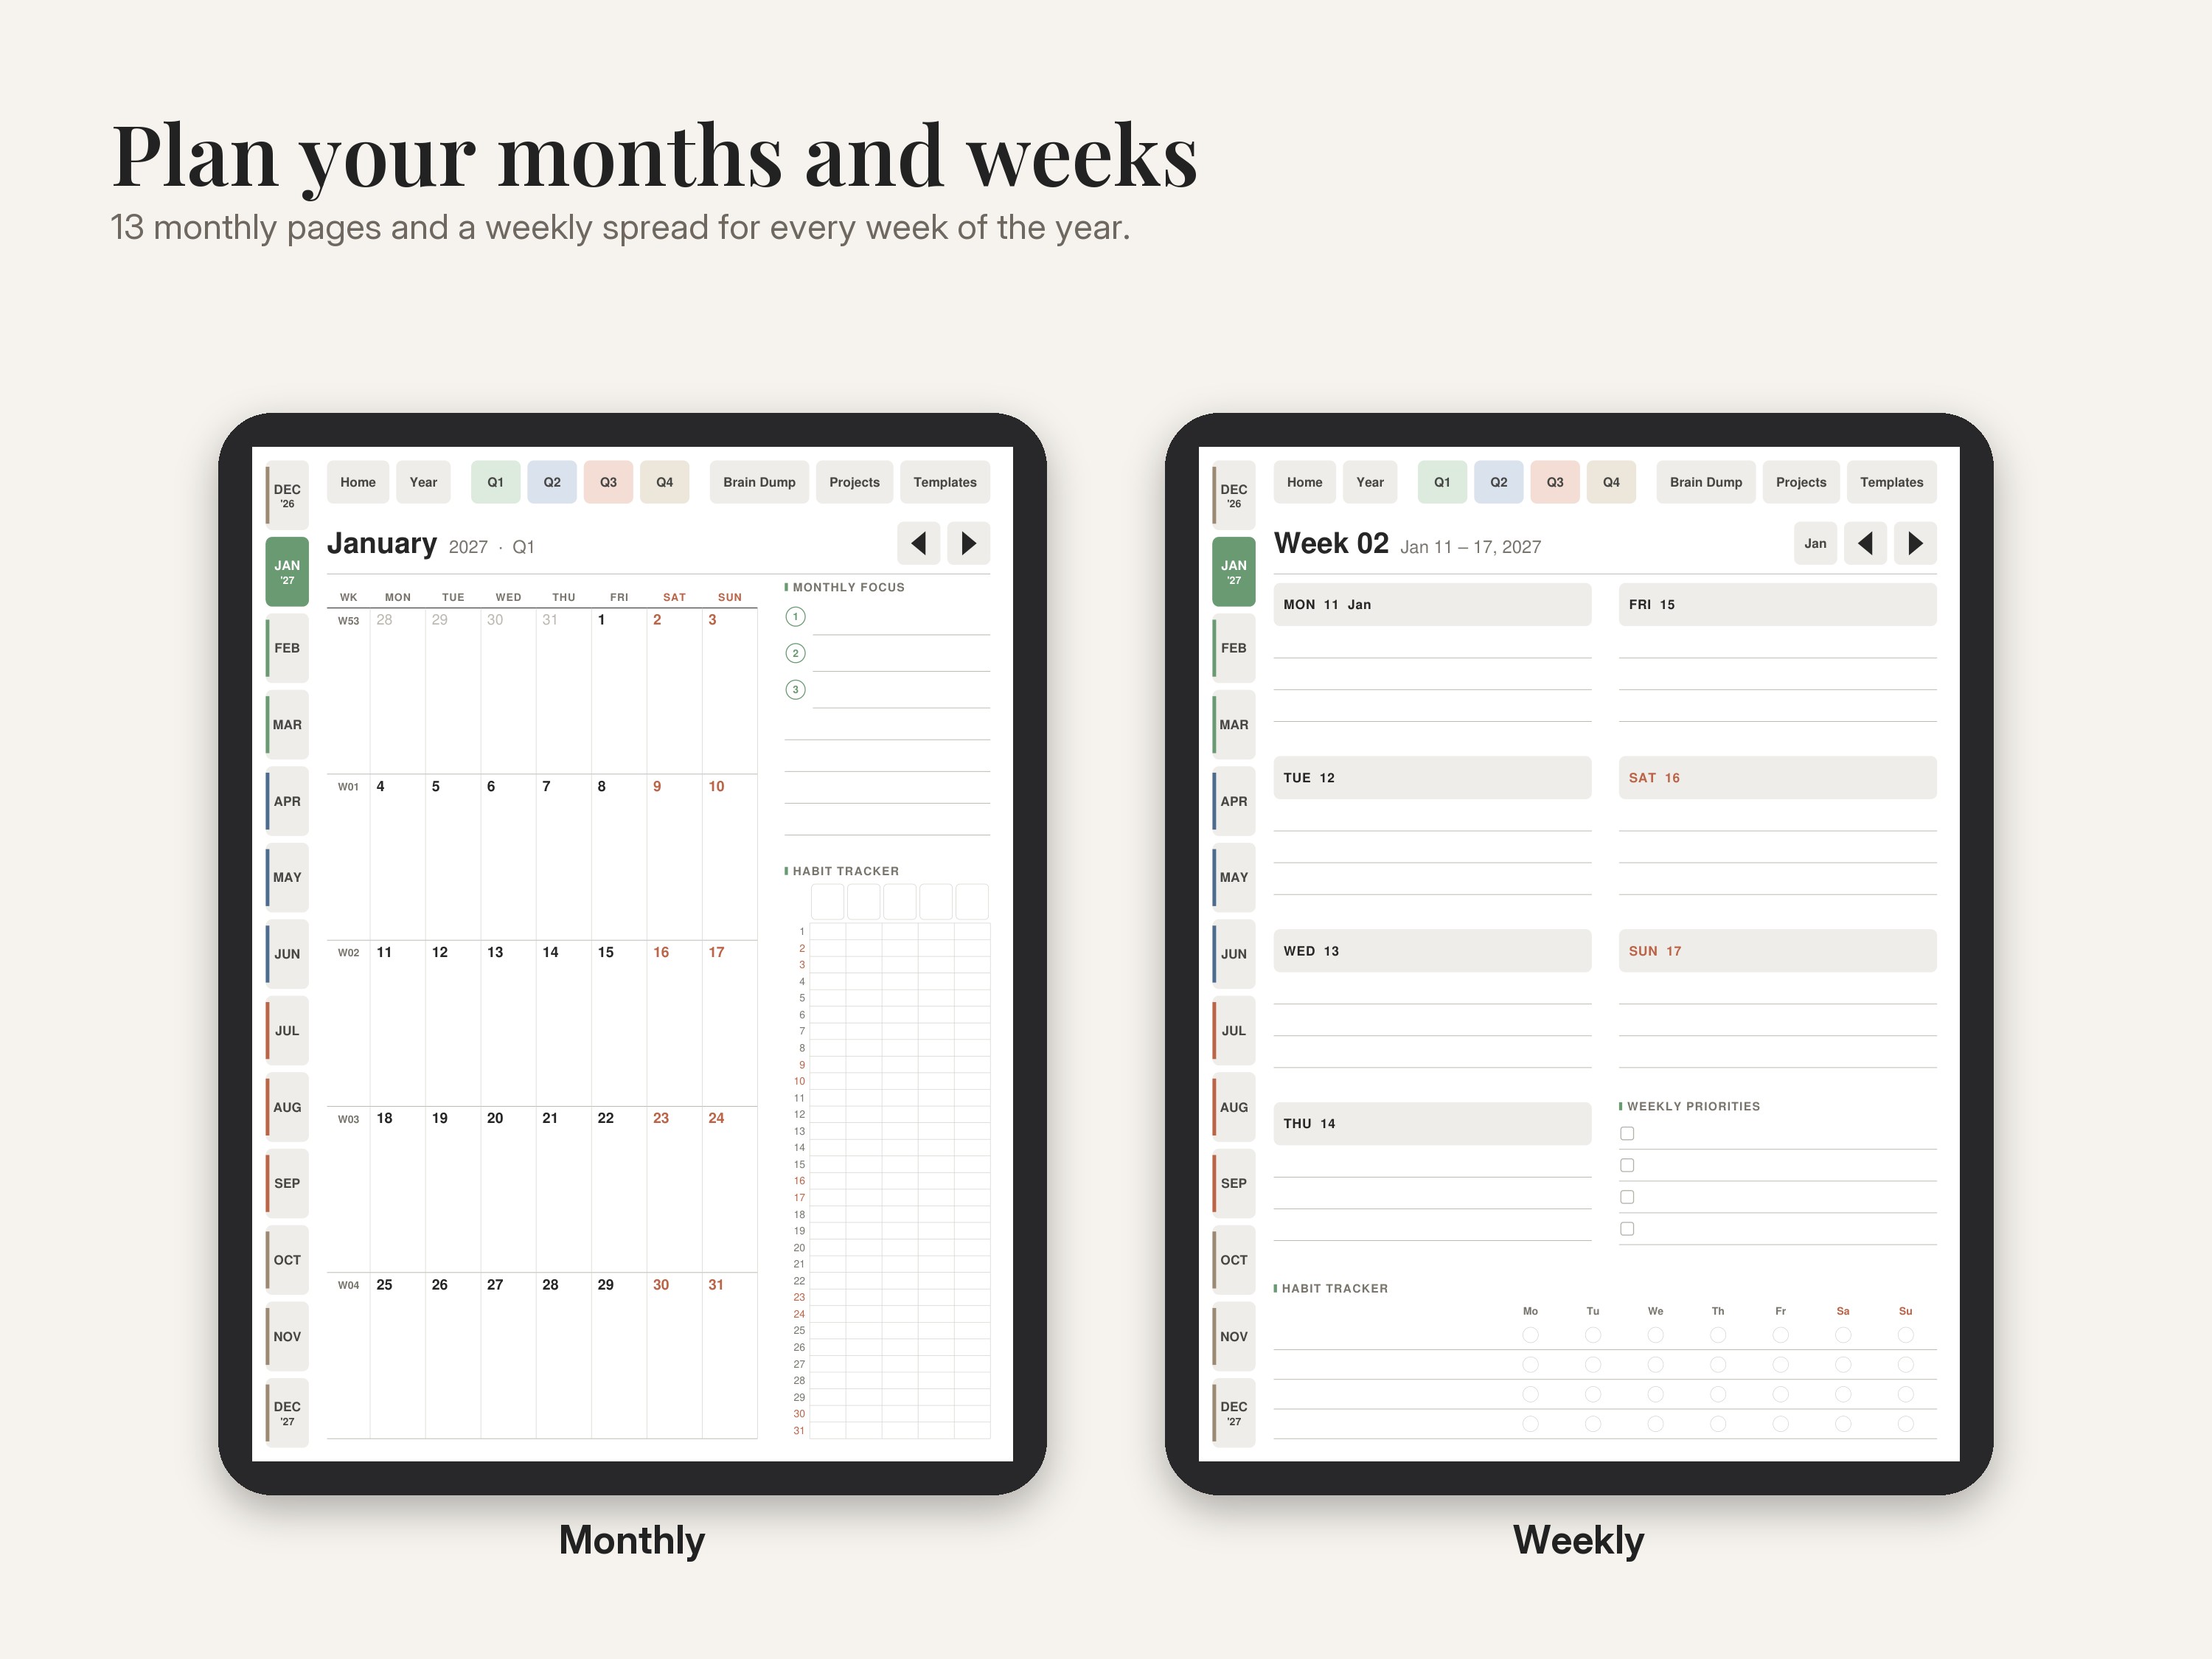 Plan your months and weeks
13 monthly pages and a weekly spread for every week of the year.
DEC
'26
JAN
'27
FEB
MAR
APR
MAY
JUN
JUL
AUG
SEP
OCT
NOV
DEC
'27
Home Year Q1 Q2 Q3 Q4 Brain Dump Projects Templates
January 2027 · Q1
WK MON TUE WED THU FRI SAT SUN
W53 28 29 30 31 1 2 3
W01 4 5 6 7 8 9 10
W02 11 12 13 14 15 16 17
W03 18 19 20 21 22 23 24
W04 25 26 27 28 29 30 31
MONTHLY FOCUS
1
2
3
HABIT TRACKER
1
2
3
4
5
6
7
8
9
10
11
12
13
14
15
16
17
18
19
20
21
22
23
24
25
26
27
28
29
30
31
Monthly
DEC
'26
JAN
'27
FEB
MAR
APR
MAY
JUN
JUL
AUG
SEP
OCT
NOV
DEC
'27
Home Year Q1 Q2 Q3 Q4 Brain Dump Projects Templates
Week 02 Jan 11 – 17, 2027 Jan
MON 11 Jan
TUE 12
WED 13
THU 14
FRI 15
SAT 16
SUN 17
WEEKLY PRIORITIES
HABIT TRACKER
Mo Tu We Th Fr Sa Su
Weekly